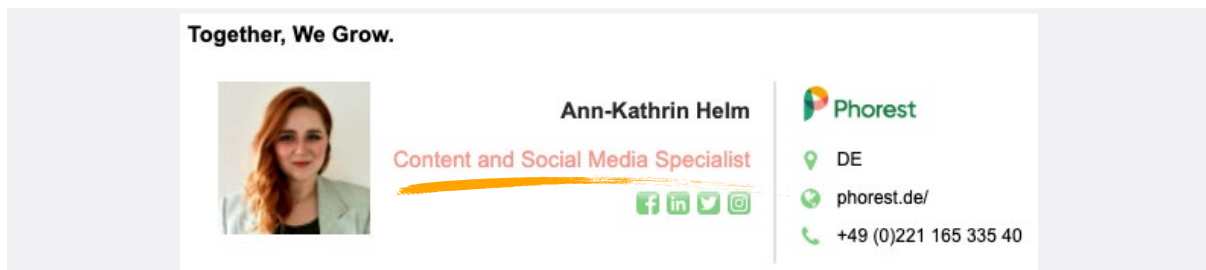 Together, We Grow.
Ann-Kathrin Helm
Content and Social Media Specialist
Phorest
DE
phorest.de/
+49 (0)221 165 335 40